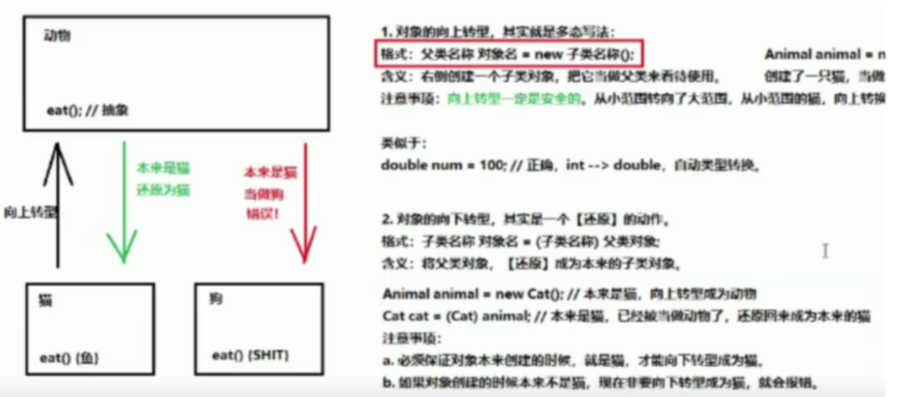 动物
eat(); // 抽象
向上转型
本来是猫
还原为猫
本来是猫
当做狗
错误！
猫
eat() {鱼}
狗
eat() {SHIT}
1. 对象的向上转型，其实就是多态写法：
格式：父类名称 对象名 = new 子类名称();
Animal animal = n
含义：右侧创建一个子类对象，把它当做父类来看待使用。
创建了一只猫，当做
注意事项：向上转型一定是安全的。从小范围转向了大范围，从小范围的猫，向上转换
类似于：
double num = 100; // 正确，int --> double，自动类型转换。
2. 对象的向下转型，其实是一个【还原】的动作。
格式：子类名称 对象名 = (子类名称) 父类对象;
含义：将父类对象，【还原】成为本来的子类对象。
Animal animal = new Cat(); // 本来是猫，向上转型成为动物
Cat cat = (Cat) animal; // 本来是猫，已经被当做动物了，还原回来成为本来的猫
注意事项：
a. 必须保证对象本来创建的时候，就是猫，才能向下转型成为猫。
b. 如果对象创建的时候本来不是猫，现在非要向下转型成为猫，就会报错。